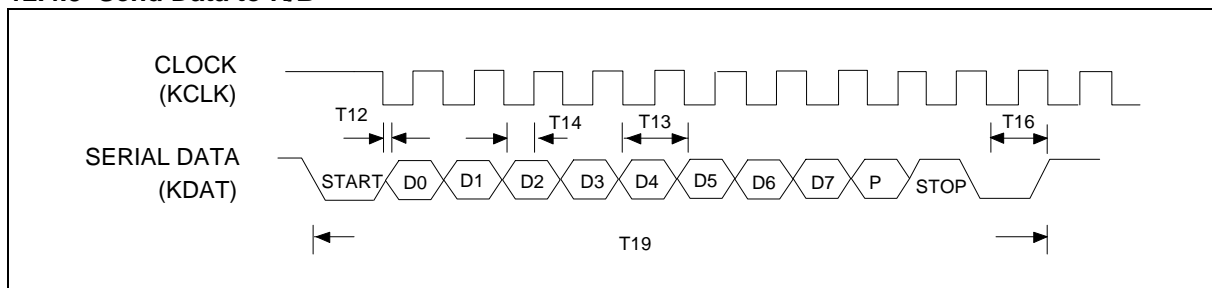 CLOCK
(KCLK)
T12
T14
T13
T16
SERIAL DATA
(KDAT)
START
D0
D1
D2
D3
D4
D5
D6
D7
P
STOP
T19